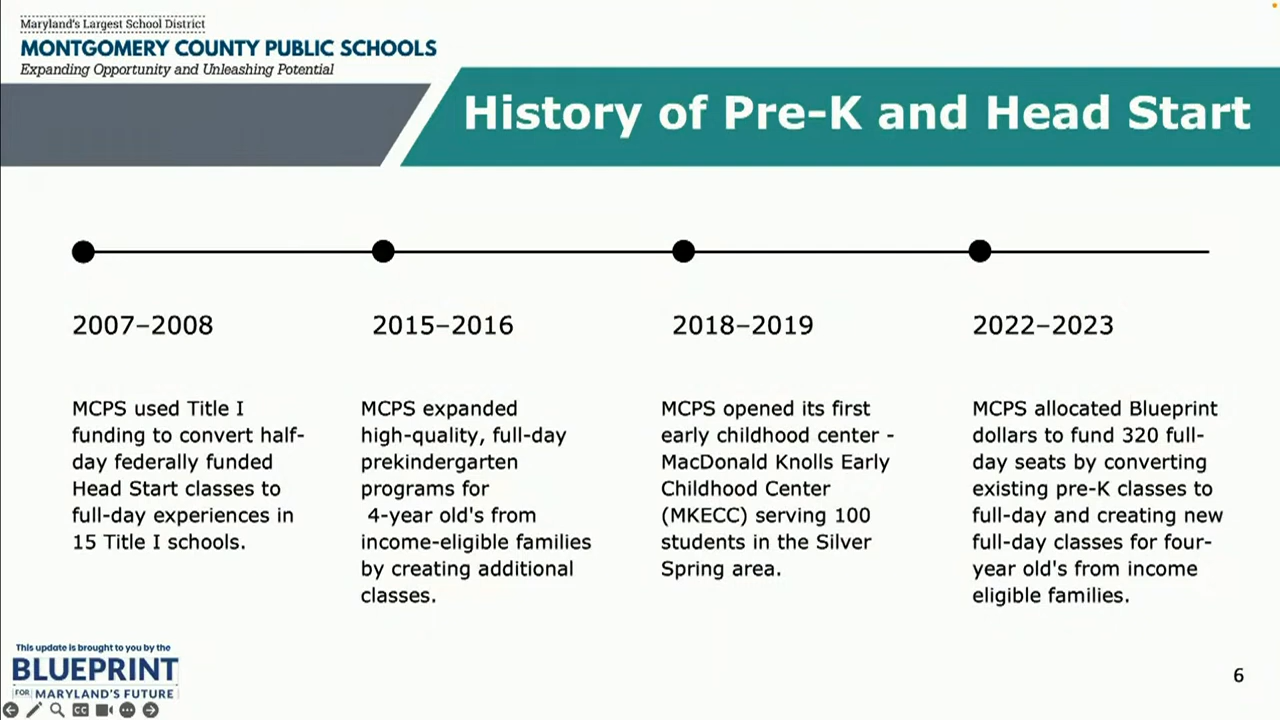 Maryland's Largest School District
MONTGOMERY COUNTY PUBLIC SCHOOLS
Expanding Opportunity and Unleashing Potential
History of Pre-K and Head Start
2007–2008
MCPS used Title I
funding to convert half-
day federally funded
Head Start classes to
full-day experiences in
15 Title I schools.
2015–2016
MCPS expanded
high-quality, full-day
prekindergarten
programs for
4-year old's from
income-eligible families
by creating additional
classes.
2018–2019
MCPS opened its first
early childhood center -
MacDonald Knolls Early
Childhood Center
(MKECC) serving 100
students in the Silver
Spring area.
2022–2023
MCPS allocated Blueprint
dollars to fund 320 full-
day seats by converting
existing pre-K classes to
full-day and creating new
full-day classes for four-
year old's from income
eligible families.
This update is brought to you by the
BLUEPRINT
FOR MARYLAND'S FUTURE
CC
6